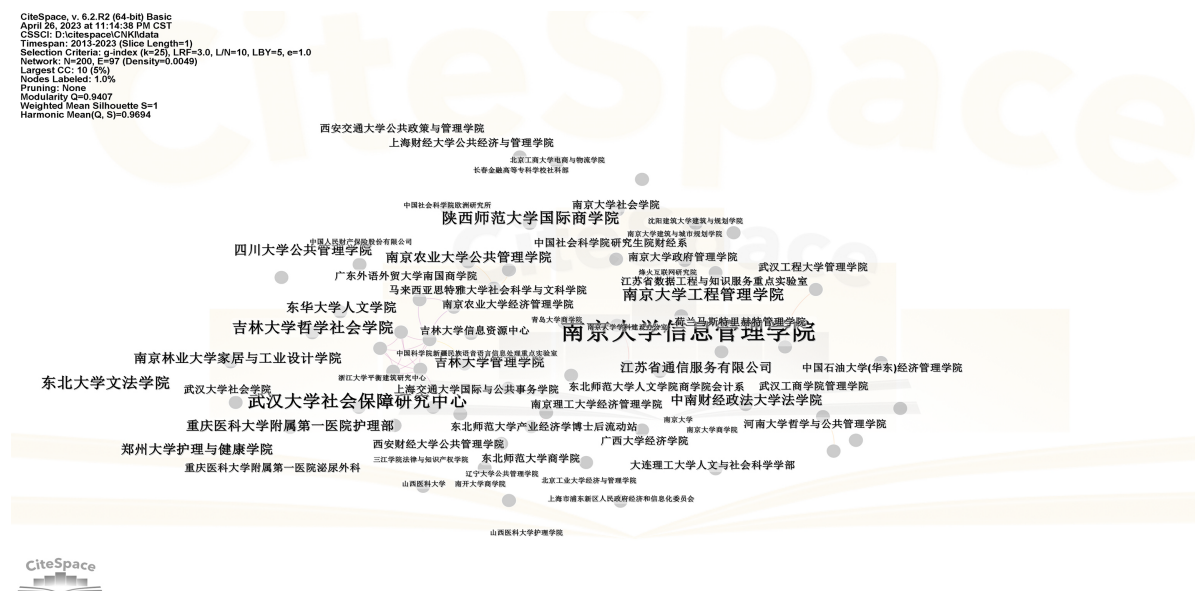 CiteSpace, v. 6.2.R2 (64-bit) Basic
April 26, 2023 at 11:14:38 PM CST
CSSCI: D:\citespace\CNKI\data
Timespan: 2013-2023 (Slice Length=1)
Selection Criteria: g-index (k=25), LRF=3.0, L/N=10, LBY=5, e=1.0
Network: N=200, E=97 (Density=0.0049)
Largest CC: 10 (5%)
Nodes Labeled: 1.0%
Pruning: None
Modularity Q=0.9407
Weighted Mean Silhouette S=1
Harmonic Mean(Q, S)=0.9694
CiteSpace
西安交通大学公共政策与管理学院
上海财经大学公共经济与管理学院
北京工商大学电商与物流学院
长春金融高等专科学校社科部
中国社会科学院欧洲研究所
南京大学社会学院
陕西师范大学国际商学院
沈阳建筑大学建筑与规划学院
南京大学建筑与城市规划学院
中国人民财产保险股份有限公司
中国社会科学院研究生院财经系
四川大学公共管理学院
南京农业大学公共管理学院
南京大学政府管理学院
武汉工程大学管理学院
烽火互联网研究院
广东外语外贸大学南国商学院
江苏省数据工程与知识服务重点实验室
马来西亚思特雅大学社会科学与文科学院
南京大学工程管理学院
东华大学人文学院
南京农业大学经济管理学院
青岛大学商学院
荷兰马斯特里赫特管理学院
吉林大学哲学社会学院
吉林大学信息资源中心
南京大学信息管理学院
中国科学院新疆民族语音语言信息处理重点实验室
南京林业大学家居与工业设计学院
吉林大学管理学院
江苏省通信服务有限公司
中国石油大学(华东)经济管理学院
浙江大学平衡建筑研究中心
东北大学文法学院
武汉大学社会学院
上海交通大学国际与公共事务学院
东北师范大学人文学院商学院会计系
武汉工商学院管理学院
武汉大学社会保障研究中心
南京理工大学经济管理学院
中南财经政法大学法学院
南京大学
重庆医科大学附属第一医院护理部
东北师范大学产业经济学博士后流动站
南京大学商学院
河南大学哲学与公共管理学院
郑州大学护理与健康学院
西安财经大学公共管理学院
广西大学经济学院
三江学院法律与知识产权学院
东北师范大学商学院
重庆医科大学附属第一医院泌尿外科
大连理工大学人文与社会科学学部
辽宁大学公共管理学院
北京工业大学经济与管理学院
山西医科大学
南开大学商学院
上海市浦东新区人民政府经济和信息化委员会
山西医科大学护理学院
CiteSpace